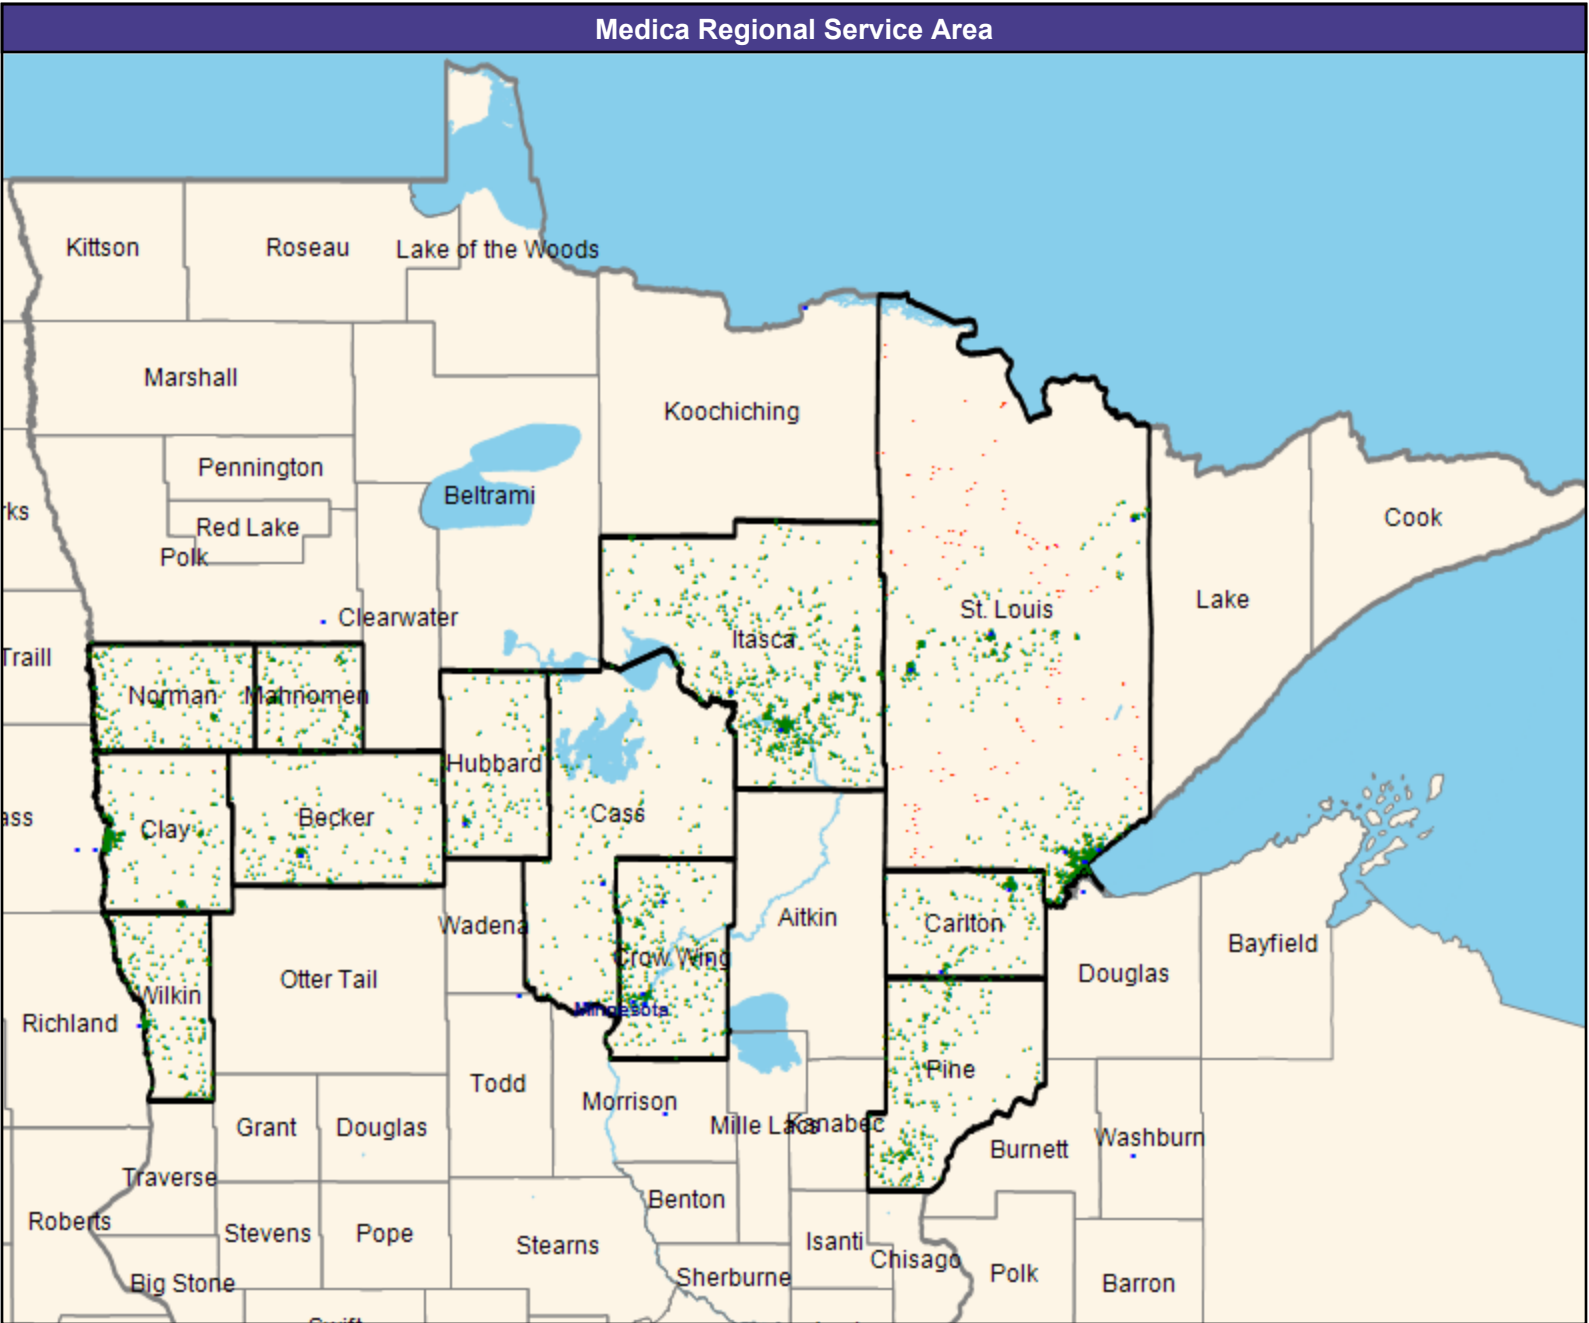 Medica Regional Service Area
Kittson
Roseau
Lake of the Woods
Marshall
Koochiching
Pennington
Beltrami
rks
Red Lake
Cook
Polk
St. Louis
Lake
Clearwater
Itasca
Traill
Norman
Mahnomen
Hubbard
Cass
ass
Clay
Becker
Aitkin
Carlton
Wadena
Bayfield
Crow Wing
Douglas
Otter Tail
Wilkin
Minnesota
Richland
Pine
Todd
Morrison
Grant
Douglas
Mille Lacs
Kanabec
Burnett
Washburn
Traverse
Benton
Roberts
Stevens
Pope
Stearns
Isanti
Chisago
Sherburne
Polk
Barron
Big Stone